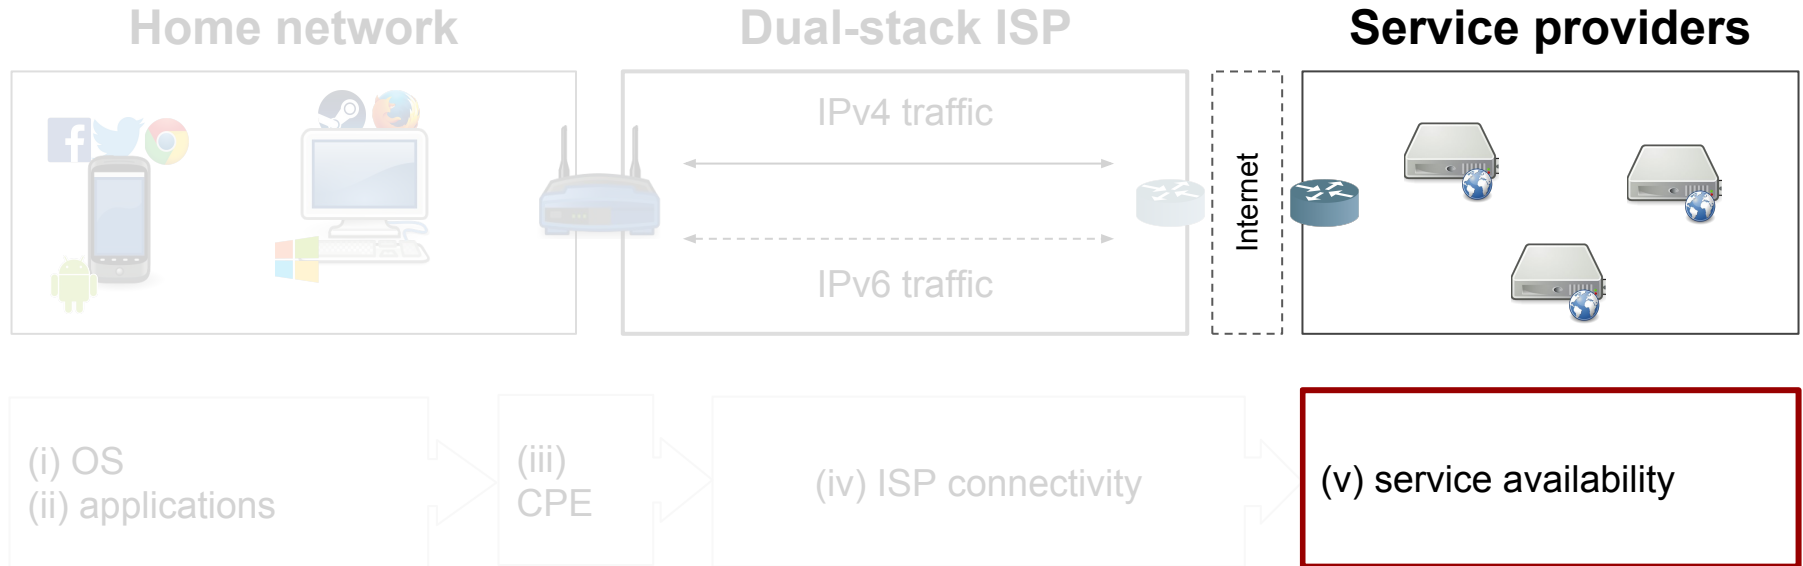 Home network
Dual-stack ISP
Service providers
IPv4 traffic
IPv6 traffic
Internet
(i) OS
(ii) applications
(iii)
CPE
(iv) ISP connectivity
(v) service availability